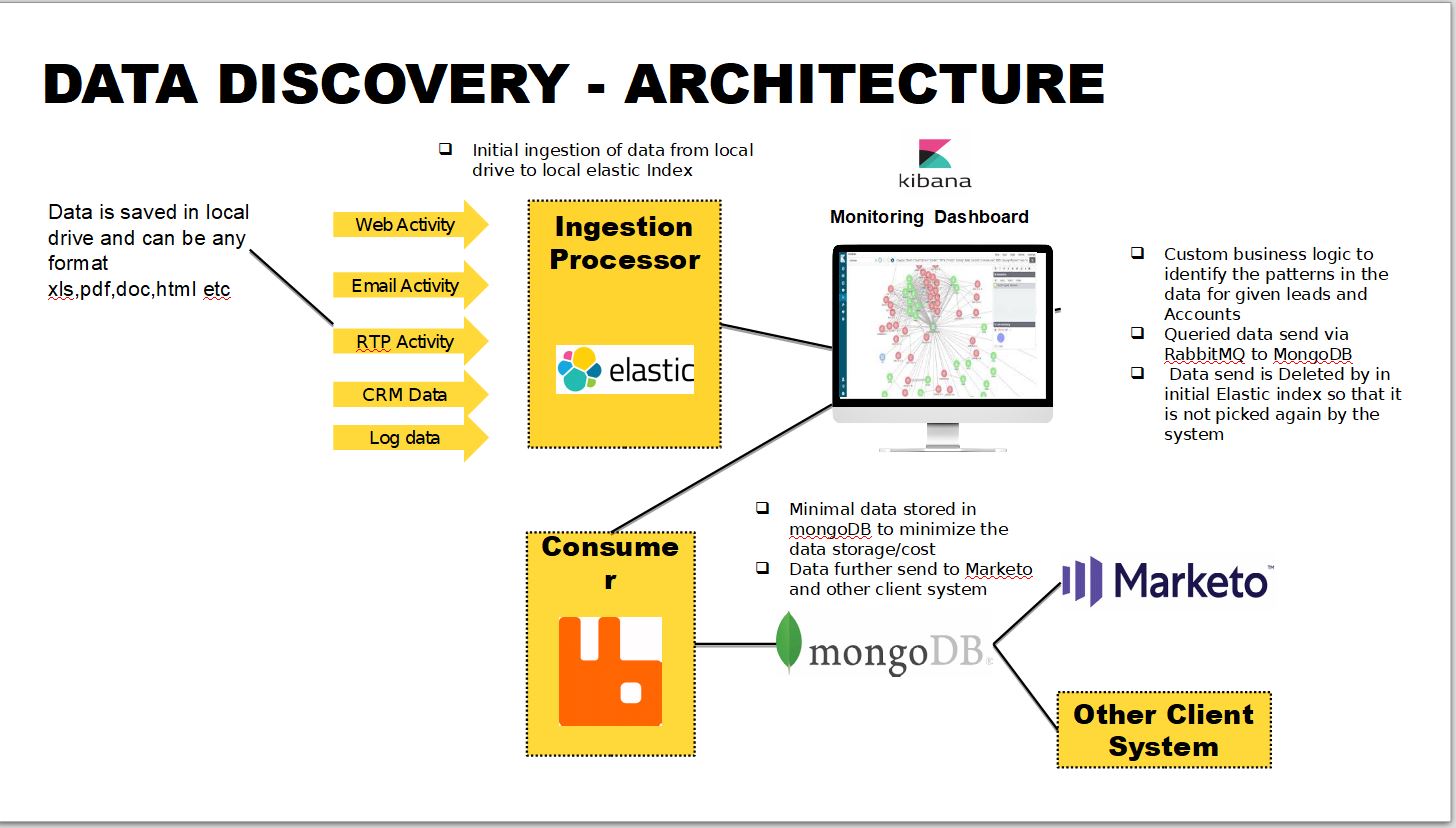 DATA DISCOVERY - ARCHITECTURE
Initial ingestion of data from local
drive to local elastic Index
kibana
Data is saved in local
drive and can be any
format
xls,pdf,doc,html etc
Web Activity
Email Activity
RTP Activity
CRM Data
Log data
Ingestion
Processor
elastic
Monitoring Dashboard
Custom business logic to
identify the patterns in the
data for given leads and
Accounts
Queried data send via
RabbitMQ to MongoDB
Data send is Deleted by in
initial Elastic index so that it
is not picked again by the
system
Consume
r
Minimal data stored in
mongoDB to minimize the
data storage/cost
Data further send to Marketo
and other client system
mongoDB®
Marketo™
Other Client
System